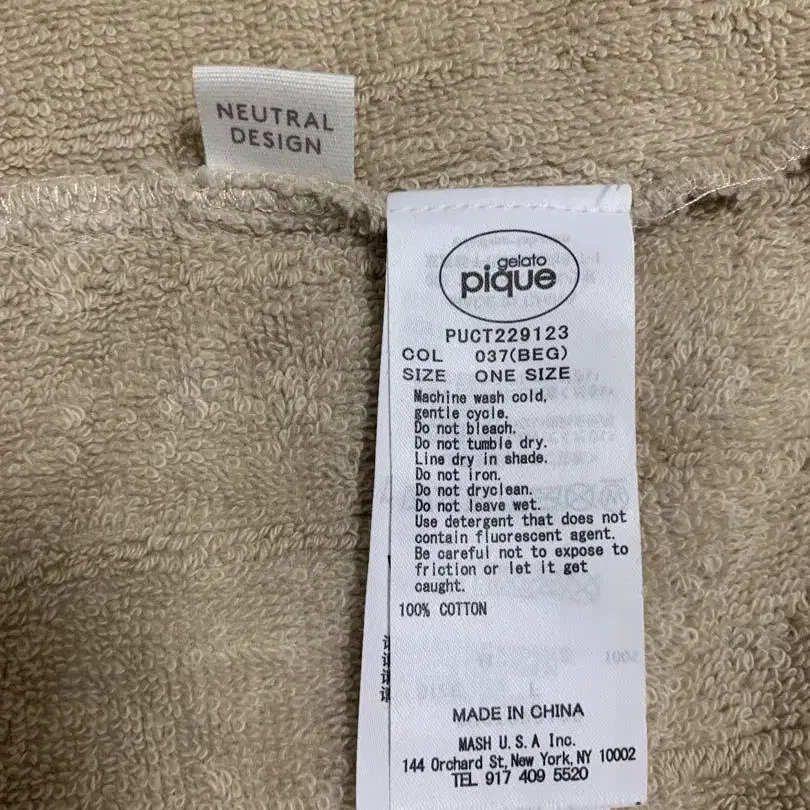 NEUTRAL
DESIGN
gelato
pique
PUCT229123
COL 037(BEG)
SIZE ONE SIZE
Machine wash cold,
gentle cycle.
Do not bleach.
Do not tumble dry.
Line dry in shade.
Do not iron.
Do not dryclean.
Do not leave wet.
Use detergent that does not
contain fluorescent agent.
Be careful not to expose to
friction or let it get
caught.
100% COTTON
MADE IN CHINA
MASH U.S.A Inc.
144 Orchard St, New York, NY 10002
TEL 917 409 5520